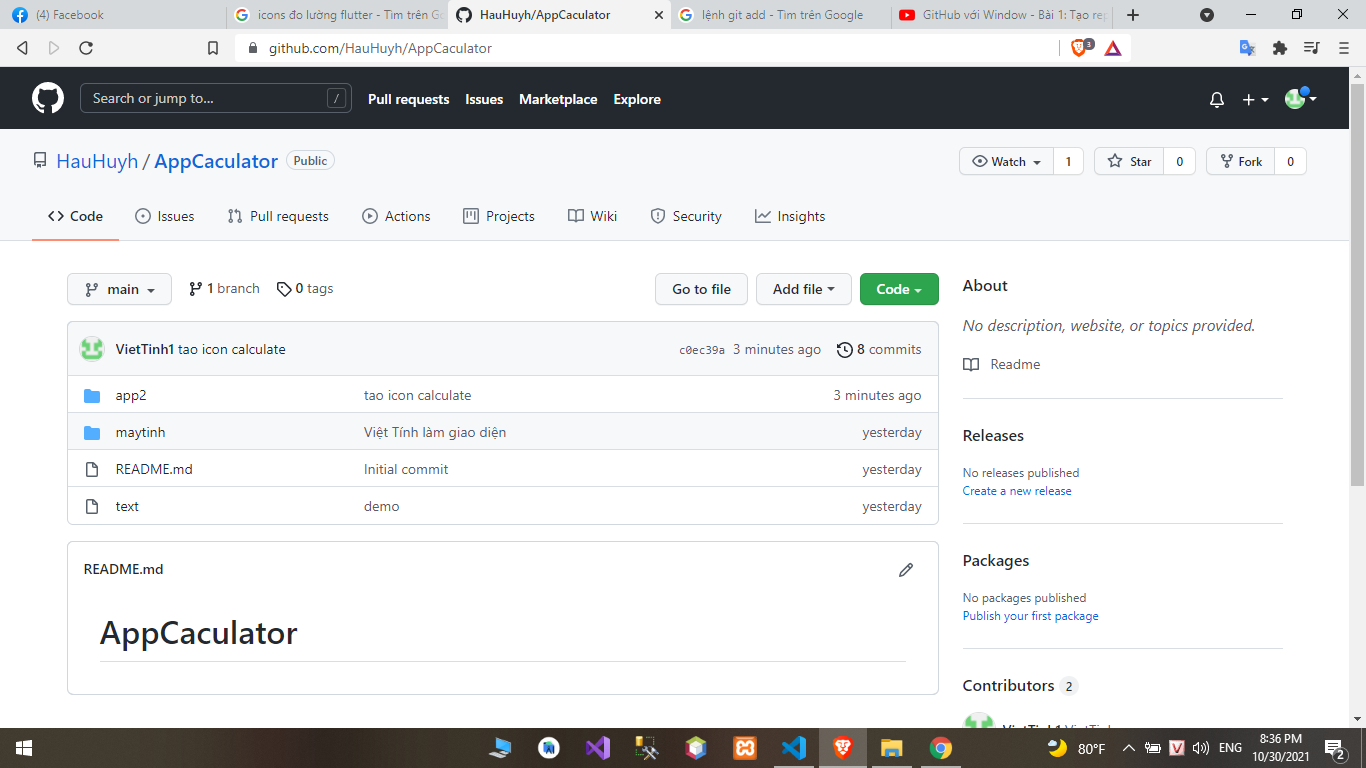 (4) Facebook
icons đo lường flutter - Tìm trên Go
HauHuyh/AppCaculator
lệnh git add - Tìm trên Google
GitHub với Window - Bài 1: Tạo rep
github.com/HauHuyh/AppCaculator
3
Search or jump to...
/
Pull requests
Issues
Marketplace
Explore
HauHuyh / AppCaculator
Public
Watch
1
Star
0
Fork
0
Code
Issues
Pull requests
Actions
Projects
Wiki
Security
Insights
main
1 branch
0 tags
Go to file
Add file
Code
VietTinh1 tao icon calculate
c0ec39a 3 minutes ago
8 commits
app2
tao icon calculate
3 minutes ago
maytinh
Việt Tính làm giao diện
yesterday
README.md
Initial commit
yesterday
text
demo
yesterday
README.md
AppCaculator
About
No description, website, or topics provided.
Readme
Releases
No releases published
Create a new release
Packages
No packages published
Publish your first package
Contributors 2
80°F
V
ENG
8:36 PM
10/30/2021
2